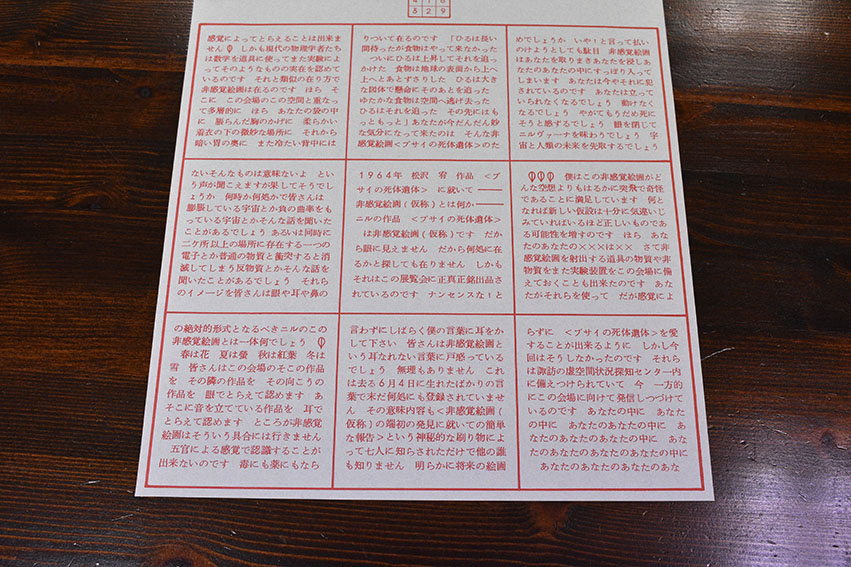 4 1 8
3 2 9
感覚によってとらえることは出来ま
せん しかも現代の物理学者たち
は数学を道具に使ってまた実験によ
ってそのようなものの実在を認めて
いるのです それと類似の在り方で
非感覚絵画は在るのです ほら そ
こに この会場のこの空間と重なっ
て多層的に ほら あなたの袋の中
に 脹らんだ胸のかげに 柔らかい
着衣の下の微妙な場所に それから
暗い胃の奥に また冷たい背中には
りついて在るのです 「ひるは長い
間待ったが食物はやって来なかった
ついにひるは上昇してそれを追っ
かけた 食物は地球の表面から上へ
上へとあとずさりした ひるは大き
な図体で懸命にそのあとを追った
ゆたかな食物は空間へ逃げ去った
ひるはそれを追った その先にはも
っともっと」あなたが今だんだん妙
な気分になって来たのは そんな非
感覚絵画<プサイの死体遺体>のた
めでしょうか いや！と言って払い
のけようとしても駄目 非感覚絵画
はあなたを取りまきあなたを浸しあ
なたのあなたの中にすっぽり入って
しまいます あなたは今やそれに犯
されているのです あなたは立って
いられなくなるでしょう 動けなく
なるでしょう やがてもうだめ死に
そうと感ずるでしょう 眼を閉じて
ニルヴァーナを味わうでしょう 宇
宙と人類の未来を先取するでしょう
ないそんなものは意味ないよ とい
う声が聞こえますが果してそうでし
ょうか 何時か何処かで皆さんは
膨脹している宇宙とか負の曲率をも
っている宇宙とかそんな話を聞いた
ことがあるでしょう あるいは同時に
二ケ所以上の場所に存在する一つの
電子とか普通の物質と衝突すると消
滅してしまう反物質とかそんな話を
聞いたことがあるでしょう それら
のイメージを皆さんは眼や耳や鼻の
1964年 松沢 宥 作品 <プ
サイの死体遺体> に就いて ――
非感覚絵画(仮称)とは何か――
ニルの作品 <プサイの死体遺体>
は非感覚絵画(仮称)です だか
ら眼に見えません だから何処に在
るかと探しても在りません しかも
それはこの展覧会に正真正銘出品さ
れているのです ナンセンスな！と
僕はこの非感覚絵画がど
んな空想よりもはるかに突飛で奇怪
であることに満足しています 何と
なれば新しい仮設は十分に気違いじ
みていればいるほど正しいものであ
る可能性を増すのです ほら あな
たのあなたの×××は×× さて非
感覚絵画を射出する道具の物質や非
物質をまた実験装置をこの会場に備
えておくことも出来たのです あな
たがそれらを使って だが感覚によ
の絶対的形式となるべきニルのこの
非感覚絵画とは一体何でしょう
春は花 夏は螢 秋は紅葉 冬は
雪 皆さんはこの会場のそこの作品
を その隣の作品を その向こうの
作品を 眼でとらえて認めます あ
そこに音を立てている作品を 耳で
とらえて認めます ところが非感覚
絵画はそういう具合には行きません
五官による感覚で認識することが
出来ないのです 毒にも薬にもなら
言わずにしばらく僕の言葉に耳をか
して下さい 皆さんは非感覚絵画と
いう耳なれない言葉に戸惑っている
でしょう 無理もありません これ
は去る6月4日に生れたばかりの言
葉で末だ何処にも登録されていませ
ん その意味内容も<非感覚絵画(
仮称)の端初の発見に就いての簡単
な報告>という神秘的な刷り物によ
って七人に知らされただけで他の誰
も知りません 明らかに将来の絵画
らずに <プサイの死体遺体>を愛
することが出来るように しかし今
回はそうしなかったのです それら
は諏訪の虚空間状況探知センター内
に備えつけられていて 今 一方的
にこの会場に向けて発信しつづけて
いるのです あなたの中に あなた
の中に あなたのあなたの中に あ
なたのあなたのあなたの中に あな
たのあなたのあなたのあなたの中に
あなたのあなたのあなたのあなた